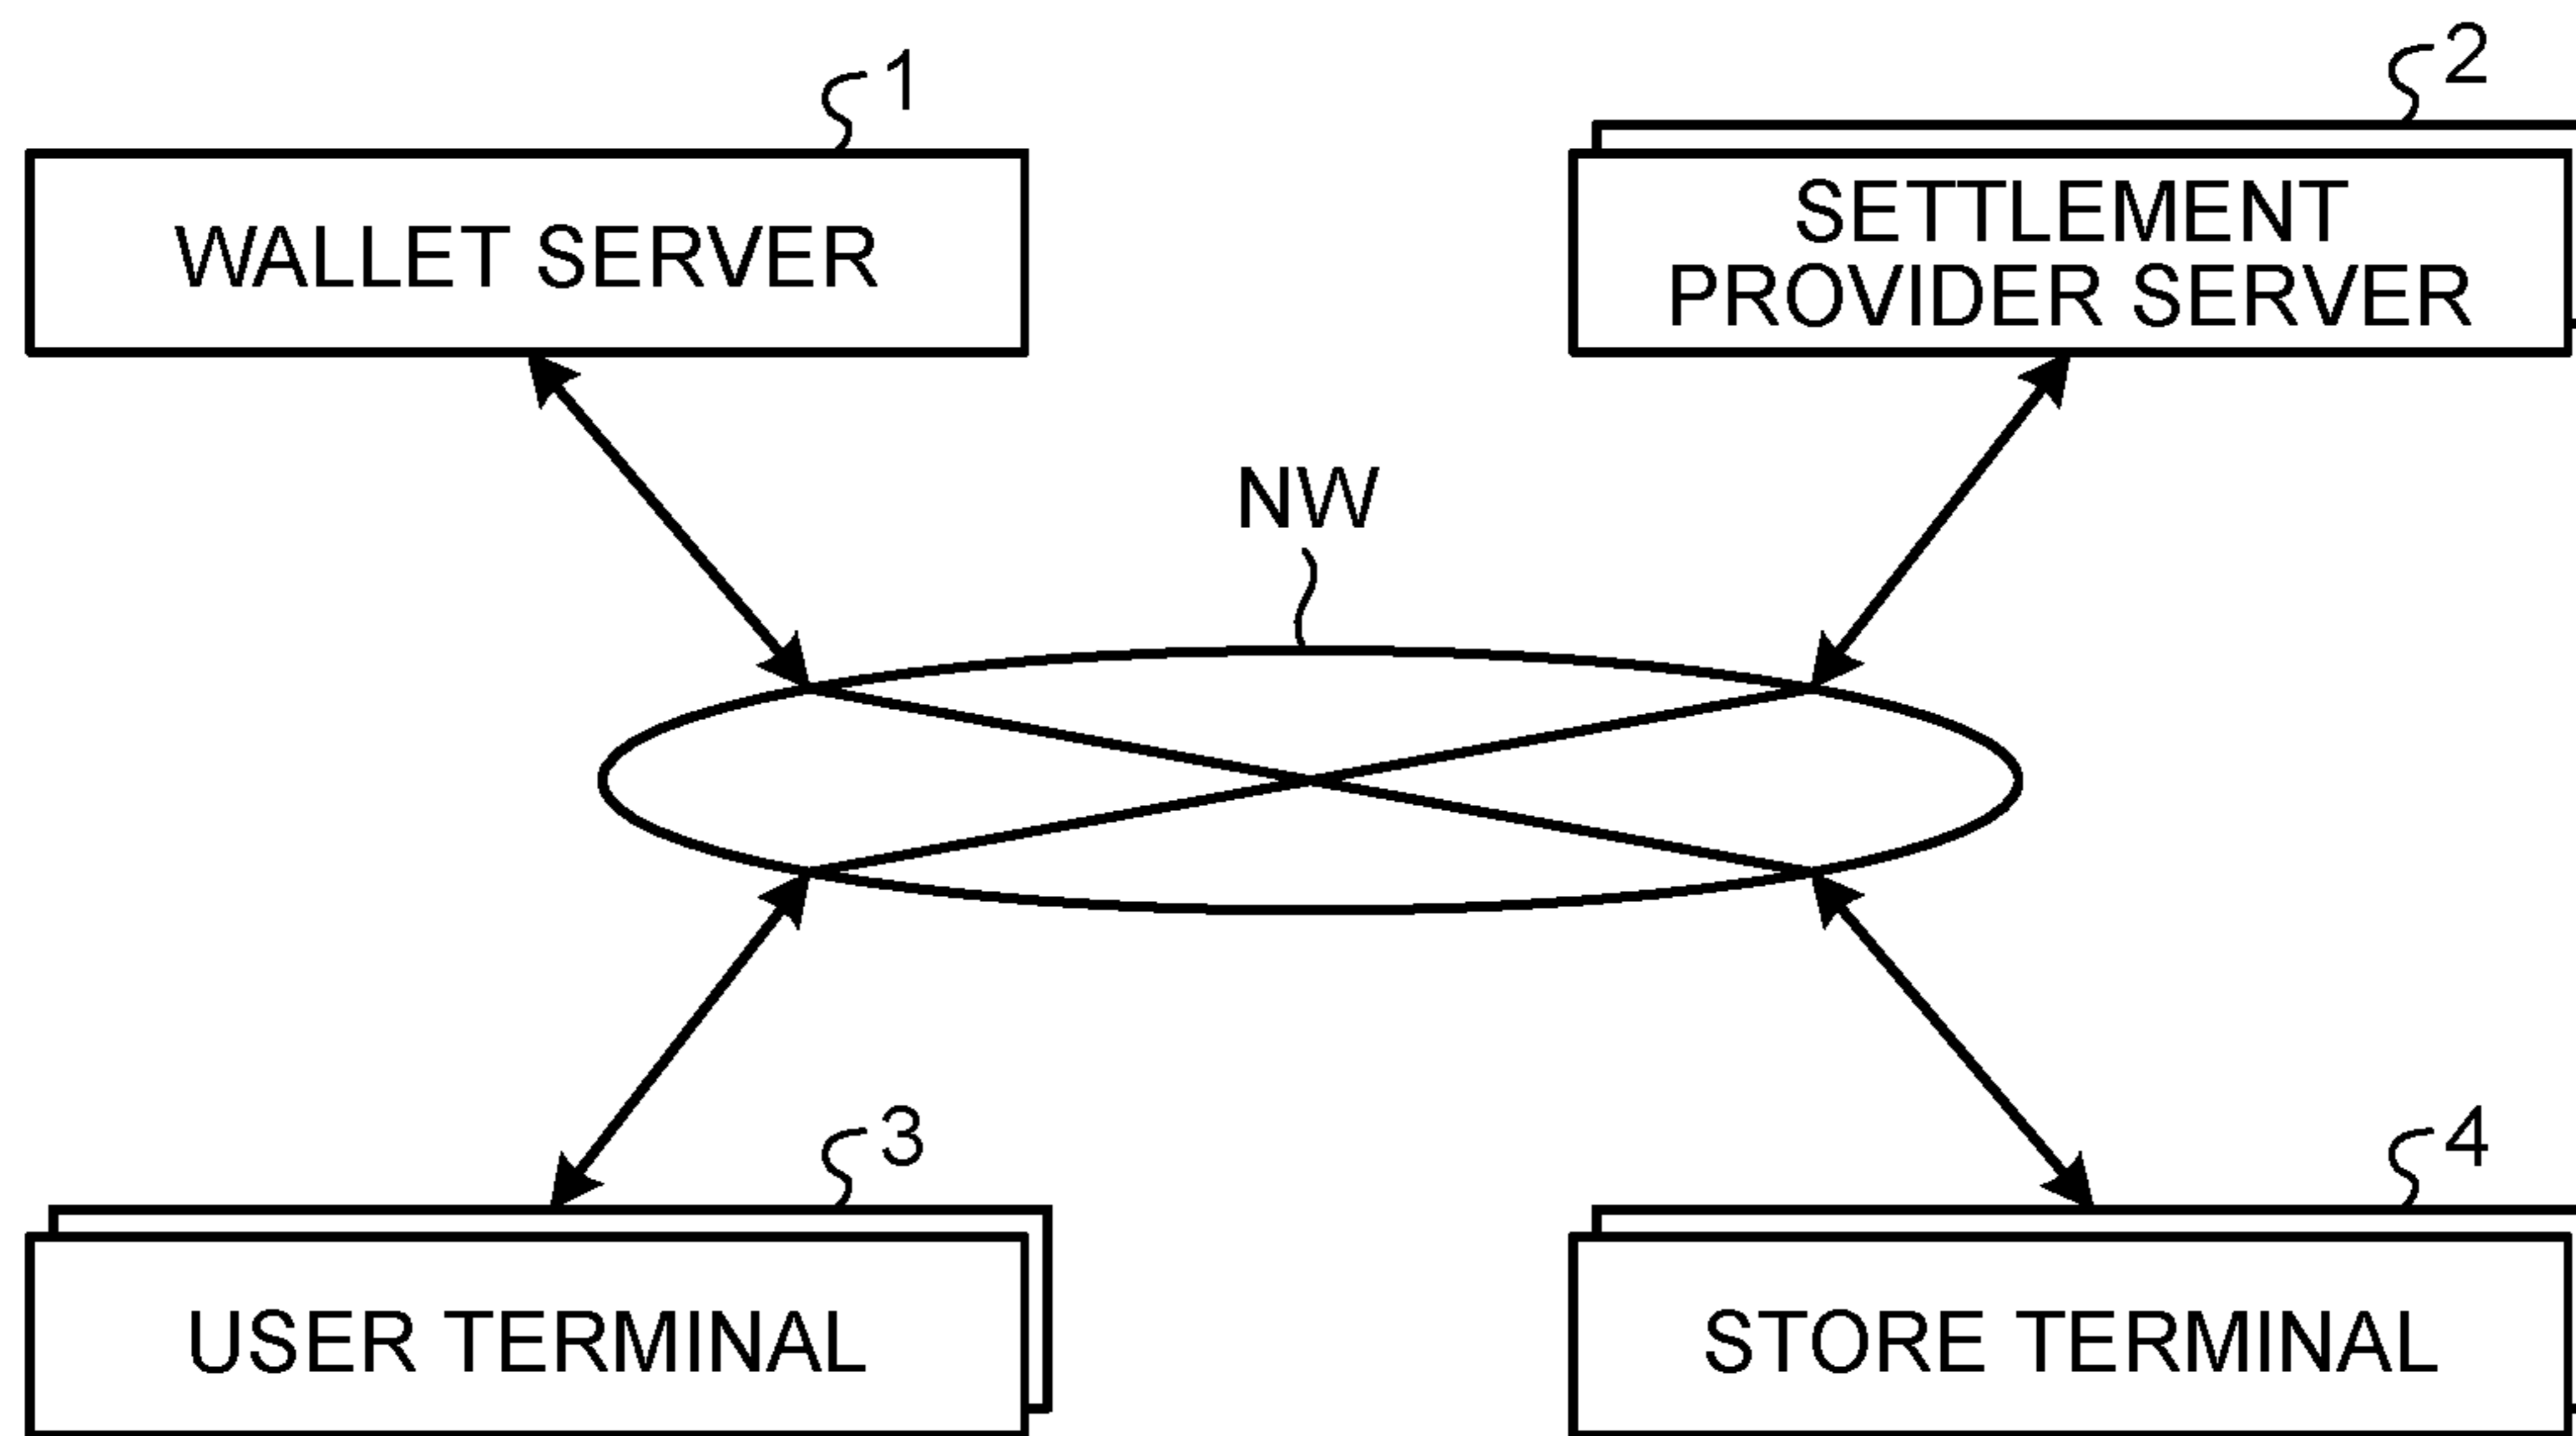 1
2
WALLET SERVER
SETTLEMENT
PROVIDER SERVER
NW
3
4
USER TERMINAL
STORE TERMINAL